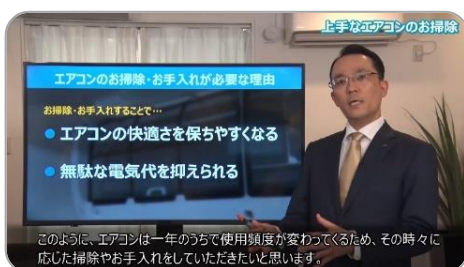 上手なエアコンのお掃除
エアコンのお掃除・お手入れが必要な理由
お掃除・お手入れすることで…
● エアコンの快適さを保ちやすくなる
● 無駄な電気代を抑えられる
このように、エアコンは一年のうちで使用頻度が変わってくるため、その時々に
応じた掃除やお手入れをしていただきたいと思います。